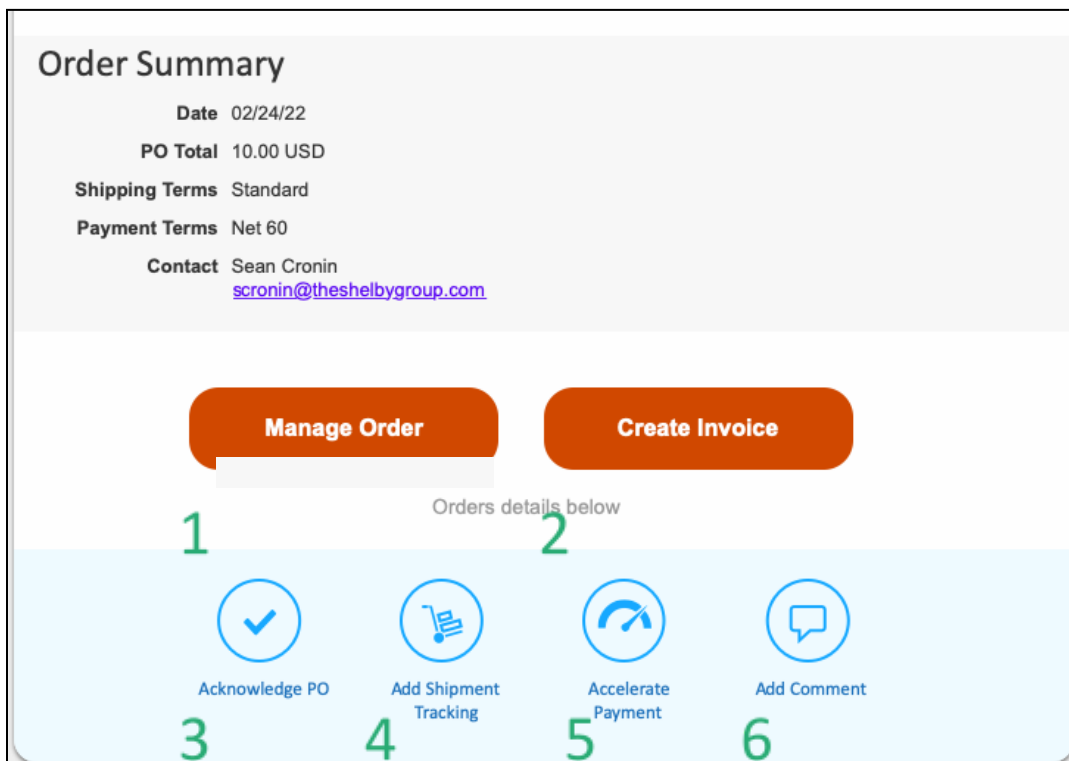 Order Summary
Date 02/24/22
PO Total 10.00 USD
Shipping Terms Standard
Payment Terms Net 60
Contact Sean Cronin
scronin@theshelbygroup.com
Manage Order Create Invoice
Orders details below
1 2
Acknowledge PO Add Shipment Accelerate Add Comment
Tracking Payment
3 4 5 6